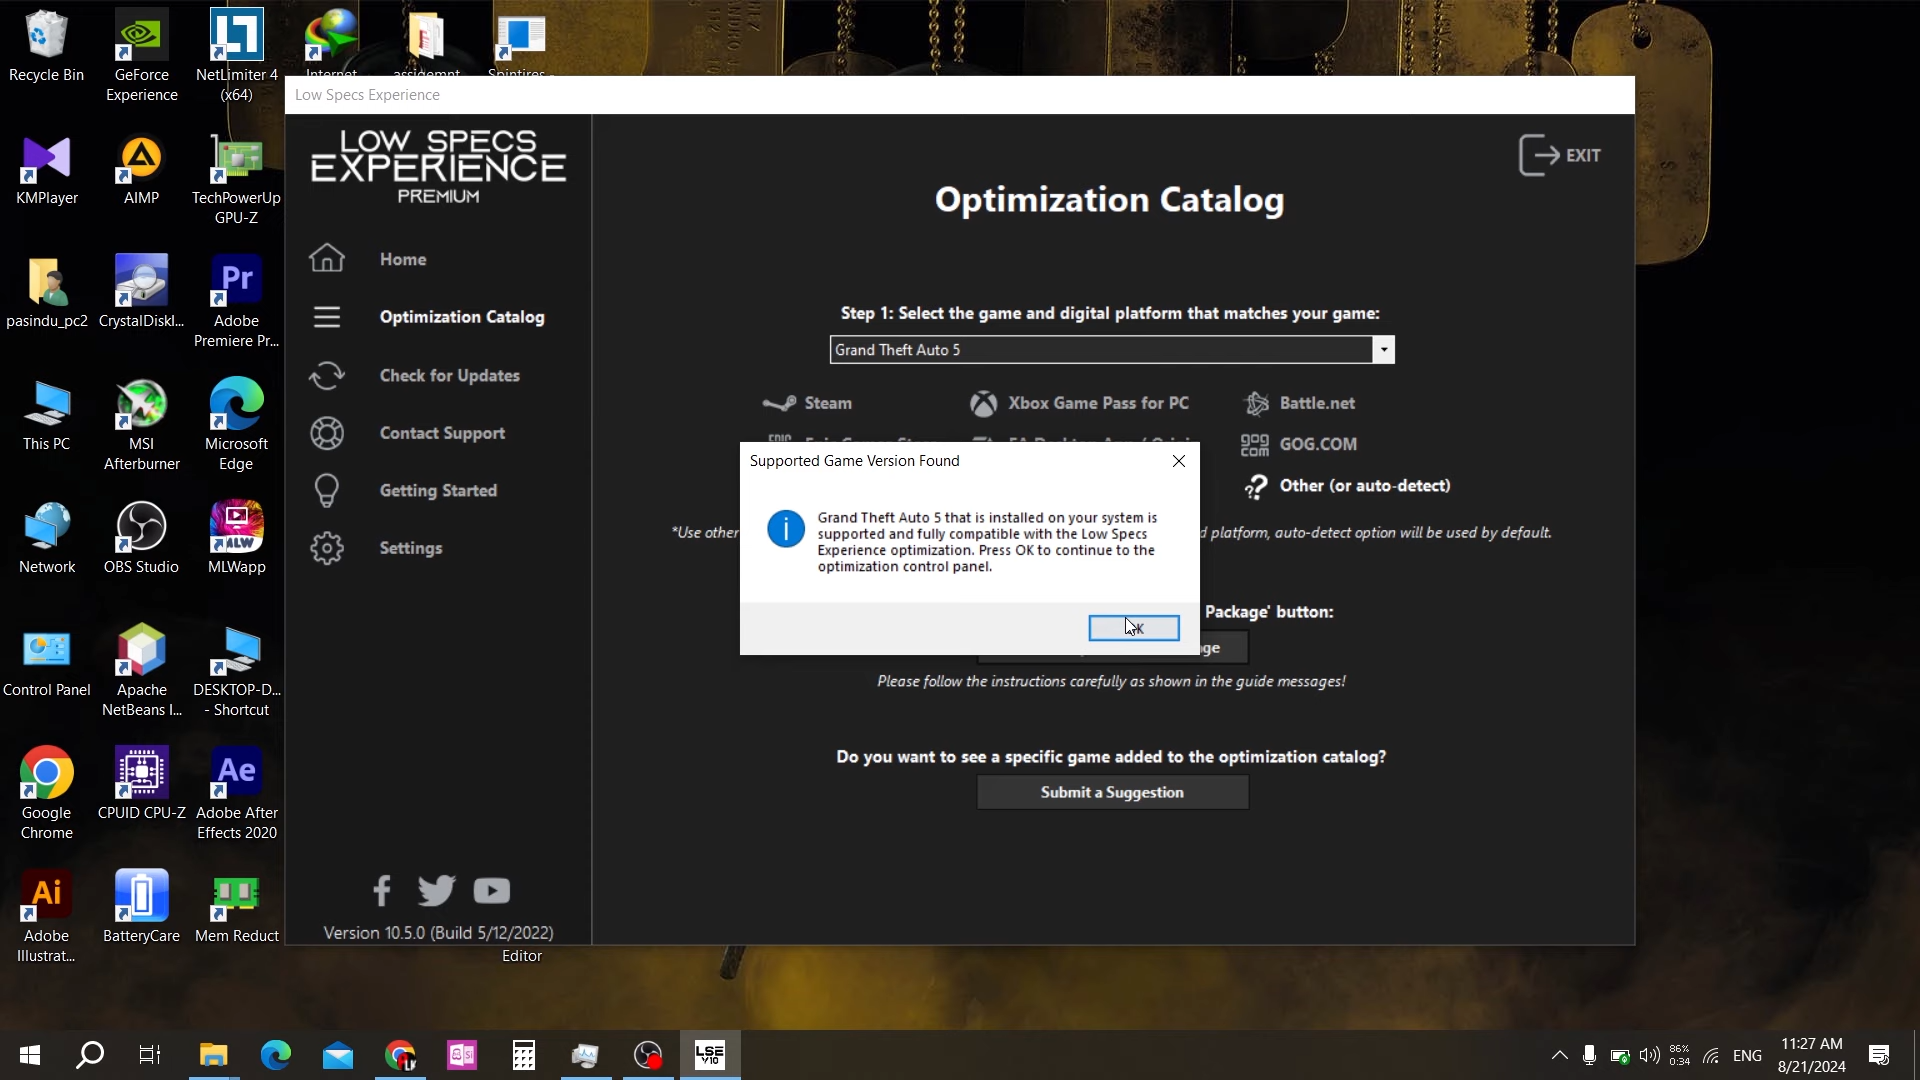 Recycle Bin
GeForce
Experience
NetLimiter 4
(x64)
Internet
assigemnt
Spintires -
KMPlayer
AIMP
TechPowerUp
GPU-Z
pasindu_pc2
CrystalDiskI...
Adobe
Premiere Pr...
This PC
MSI
Afterburner
Microsoft
Edge
Network
OBS Studio
MLWapp
Control Panel
Apache
NetBeans I...
DESKTOP-D...
- Shortcut
Google
Chrome
CPUID CPU-Z
Adobe After
Effects 2020
Adobe
Illustrat...
BatteryCare
Mem Reduct
Editor
Low Specs Experience
LOW SPECS
EXPERIENCE
PREMIUM
Home
Optimization Catalog
Check for Updates
Contact Support
Getting Started
Settings
Version 10.5.0 (Build 5/12/2022)
EXIT
Optimization Catalog
Step 1: Select the game and digital platform that matches your game:
Grand Theft Auto 5
Steam
Xbox Game Pass for PC
Battle.net
GOG.COM
Other (or auto-detect)
*Use other
d platform, auto-detect option will be used by default.
Supported Game Version Found
Grand Theft Auto 5 that is installed on your system is
supported and fully compatible with the Low Specs
Experience optimization. Press OK to continue to the
optimization control panel.
Package' button:
Please follow the instructions carefully as shown in the guide messages!
Do you want to see a specific game added to the optimization catalog?
Submit a Suggestion
LSE
86%
0:34
ENG
11:27 AM
8/21/2024